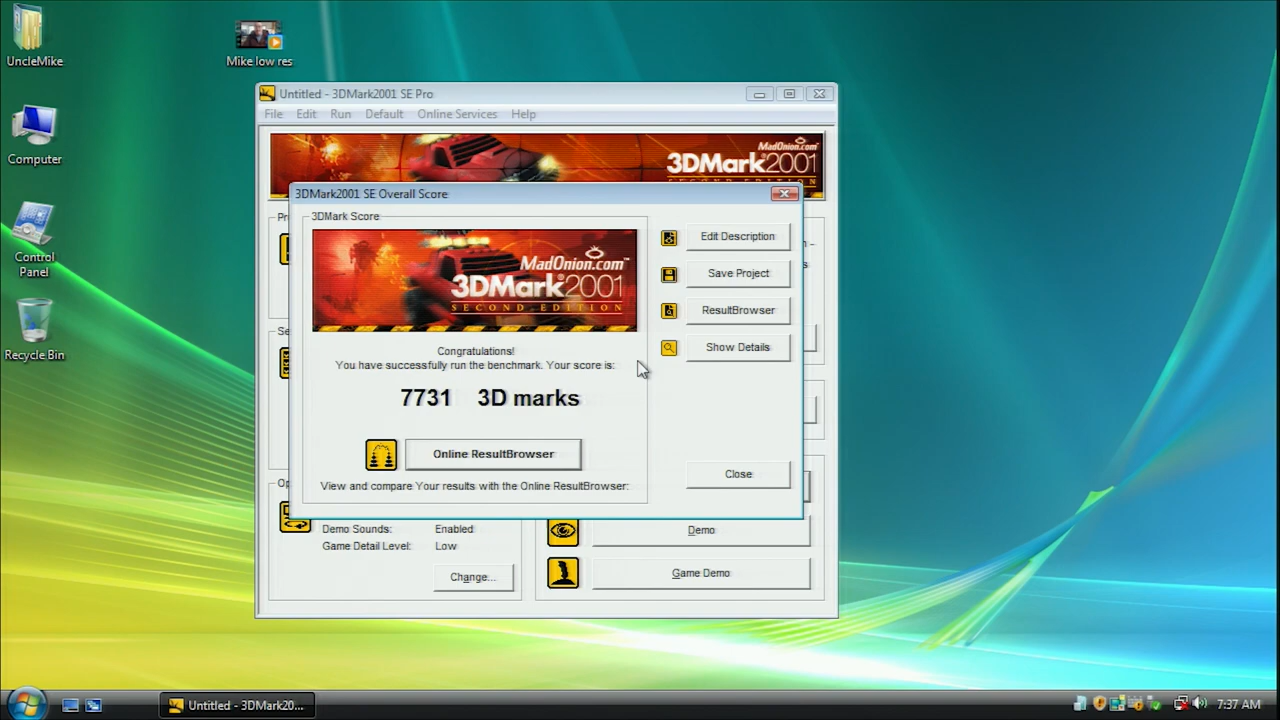 UncleMike
Mike low res
Computer
Control
Panel
Recycle Bin
Untitled - 3DMark2001 SE Pro
File Edit Run Default Online Services Help
MadOnion.com
3DMark2001
SECOND EDITION
3DMark2001 SE Overall Score
3DMark Score
MadOnion.com™
3DMark2001
SECOND EDITION
Congratulations!
You have successfully run the benchmark. Your score is:
7731 3D marks
Online ResultBrowser
View and compare Your results with the Online ResultBrowser:
Edit Description
Save Project
ResultBrowser
Show Details
Close
Pr
Se
Op
Demo Sounds: Enabled
Game Detail Level: Low
Change...
Demo
Game Demo
Untitled - 3DMark20...
7:37 AM